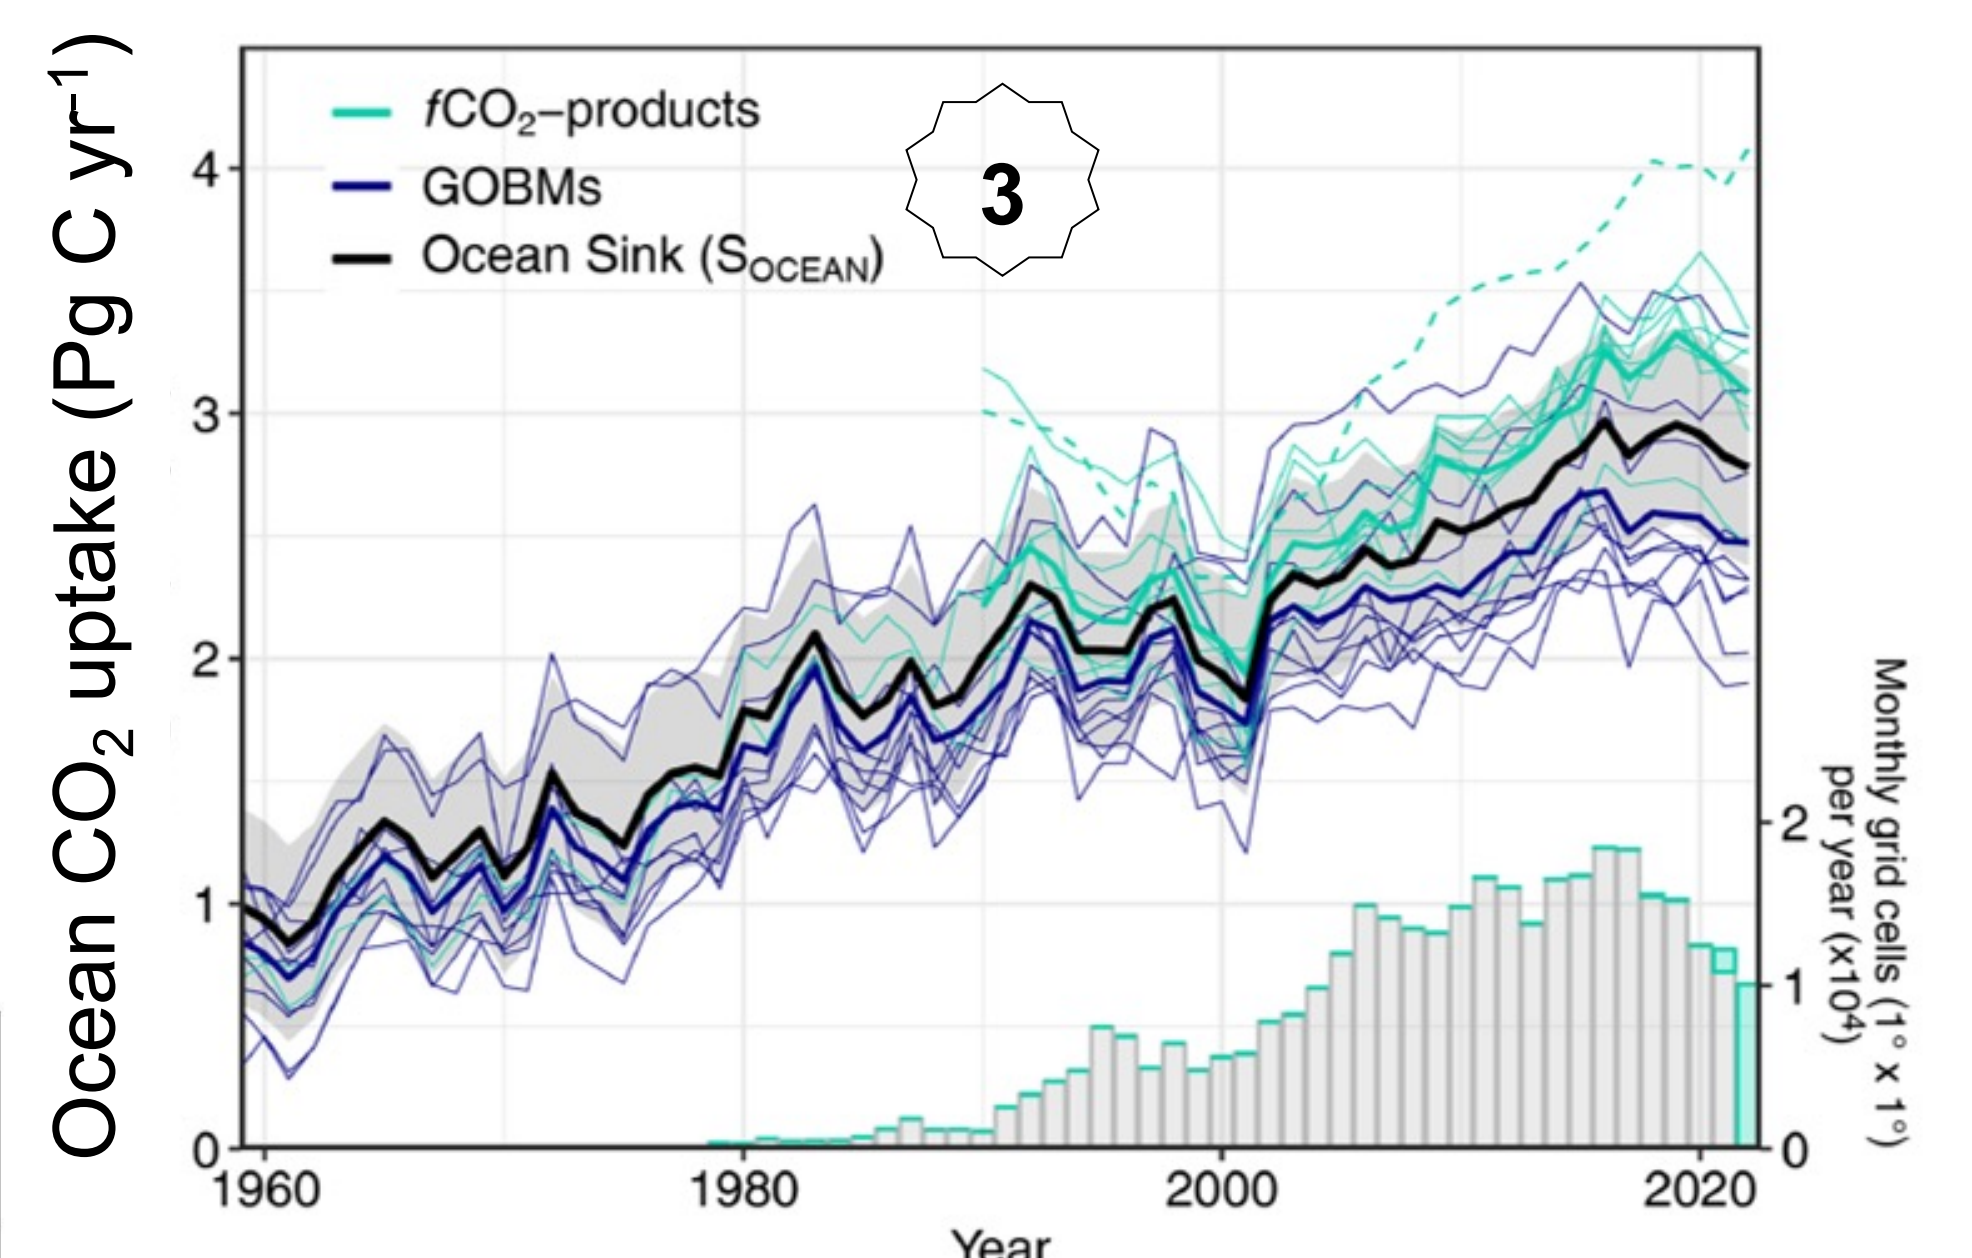 Ocean CO₂ uptake (Pg C yr⁻¹)
fCO₂–products
GOBMs
Ocean Sink (S_OCEAN)
3
4
3
2
1
0
2
1
0
Monthly grid cells (1° x 1°)
per year (x10⁴)
1960 1980 2000 2020
Year